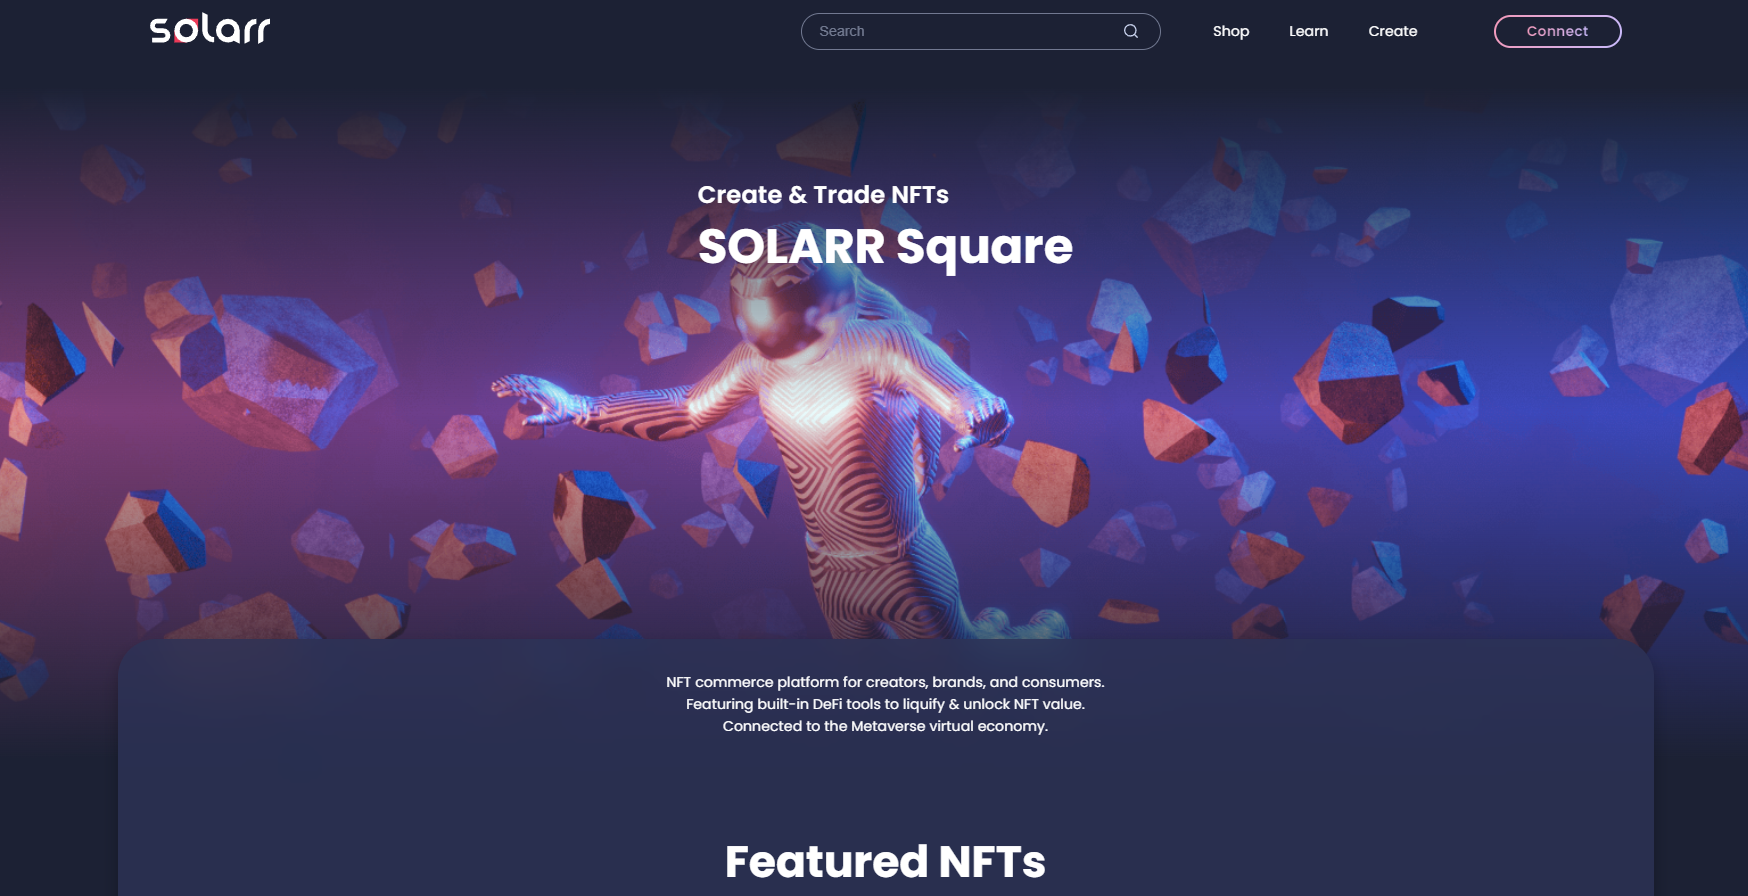 solarr
Search
Shop
Learn
Create
Connect
Create & Trade NFTs
SOLARR Square
NFT commerce platform for creators, brands, and consumers.
Featuring built-in DeFi tools to liquify & unlock NFT value.
Connected to the Metaverse virtual economy.
Featured NFTs